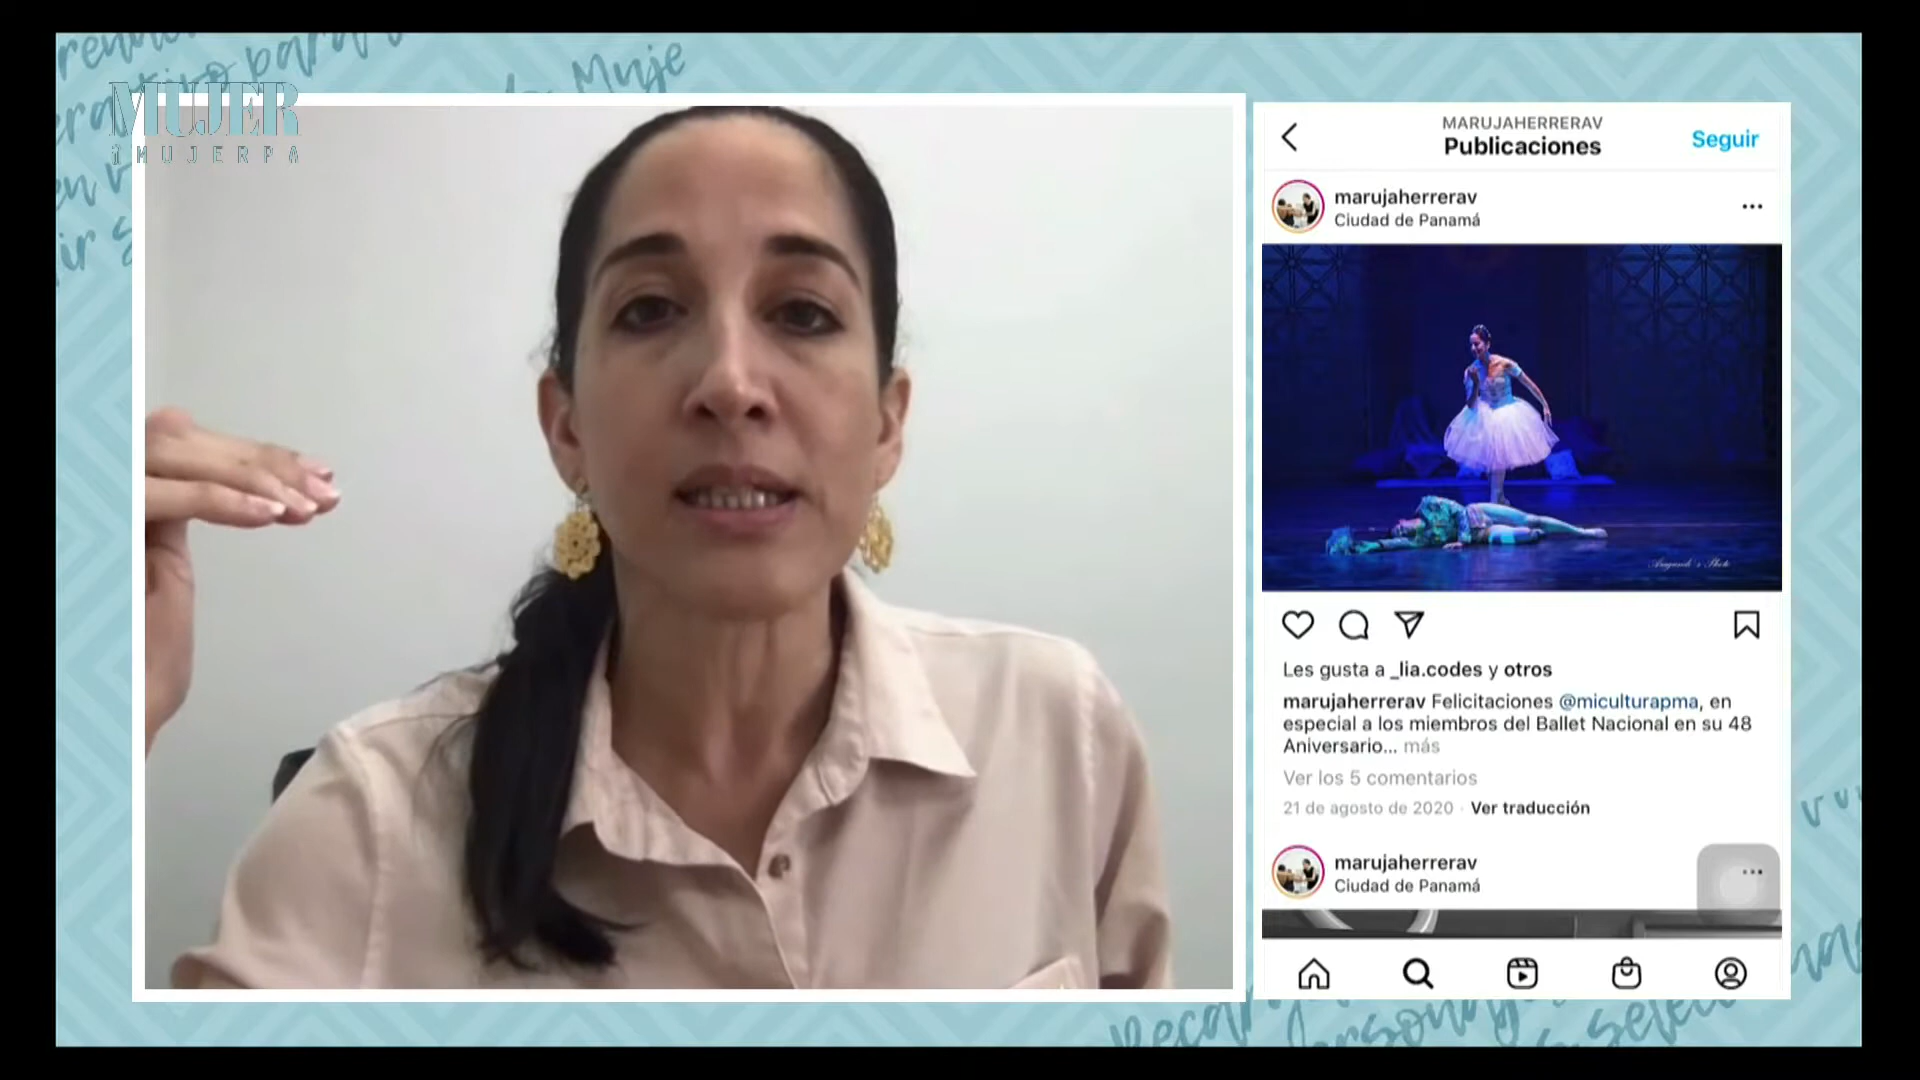 MUJER
@MUJERPA
Muje
MARUJAHERRERAV
Publicaciones
Seguir
marujaherrerav
Ciudad de Panamá
Les gusta a _lia.codes y otros
marujaherrerav Felicitaciones @miculturapma, en
especial a los miembros del Ballet Nacional en su 48
Aniversario... más
Ver los 5 comentarios
21 de agosto de 2020 · Ver traducción
marujaherrerav
Ciudad de Panamá